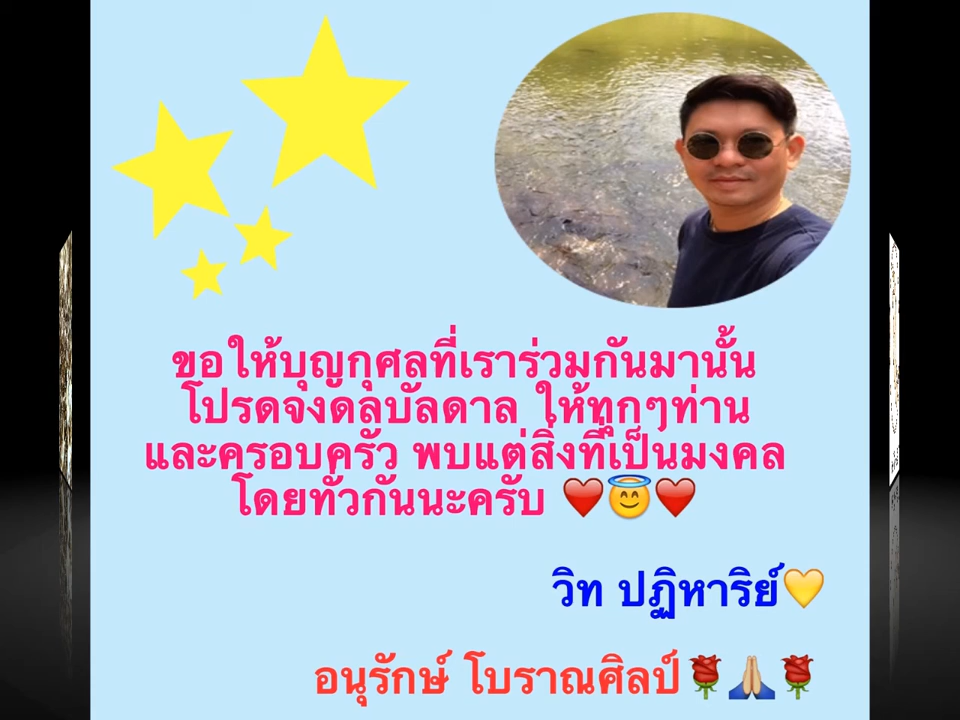 ขอให้บุญกุศลที่เราร่วมกันมานั้น
โปรดจงดลบัลดาล ให้ทุกๆท่าน
และครอบครัว พบแต่สิ่งที่เป็นมงคล
โดยทั่วกันนะครับ ❤️😇❤️
วิท ปฏิหาริย์💛
อนุรักษ์ โบราณศิลป์🌹🙏🏼🌹